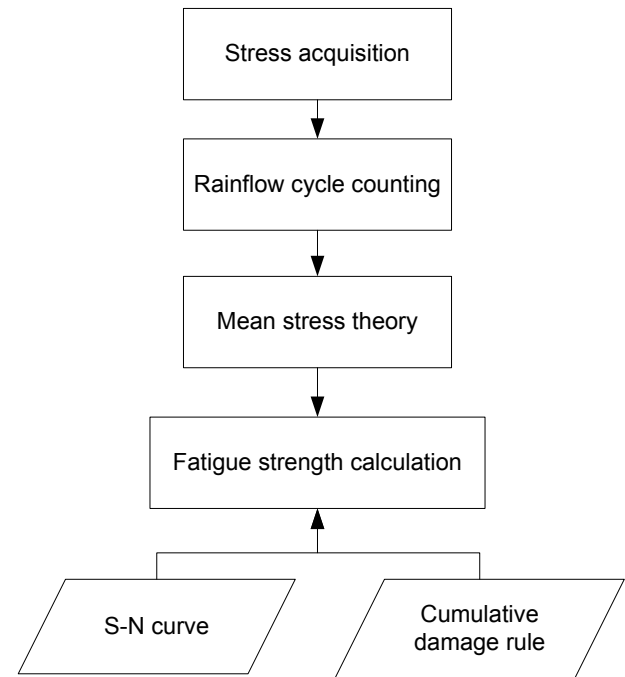 Stress acquisition
Rainflow cycle counting
Mean stress theory
Fatigue strength calculation
S-N curve
Cumulative
damage rule